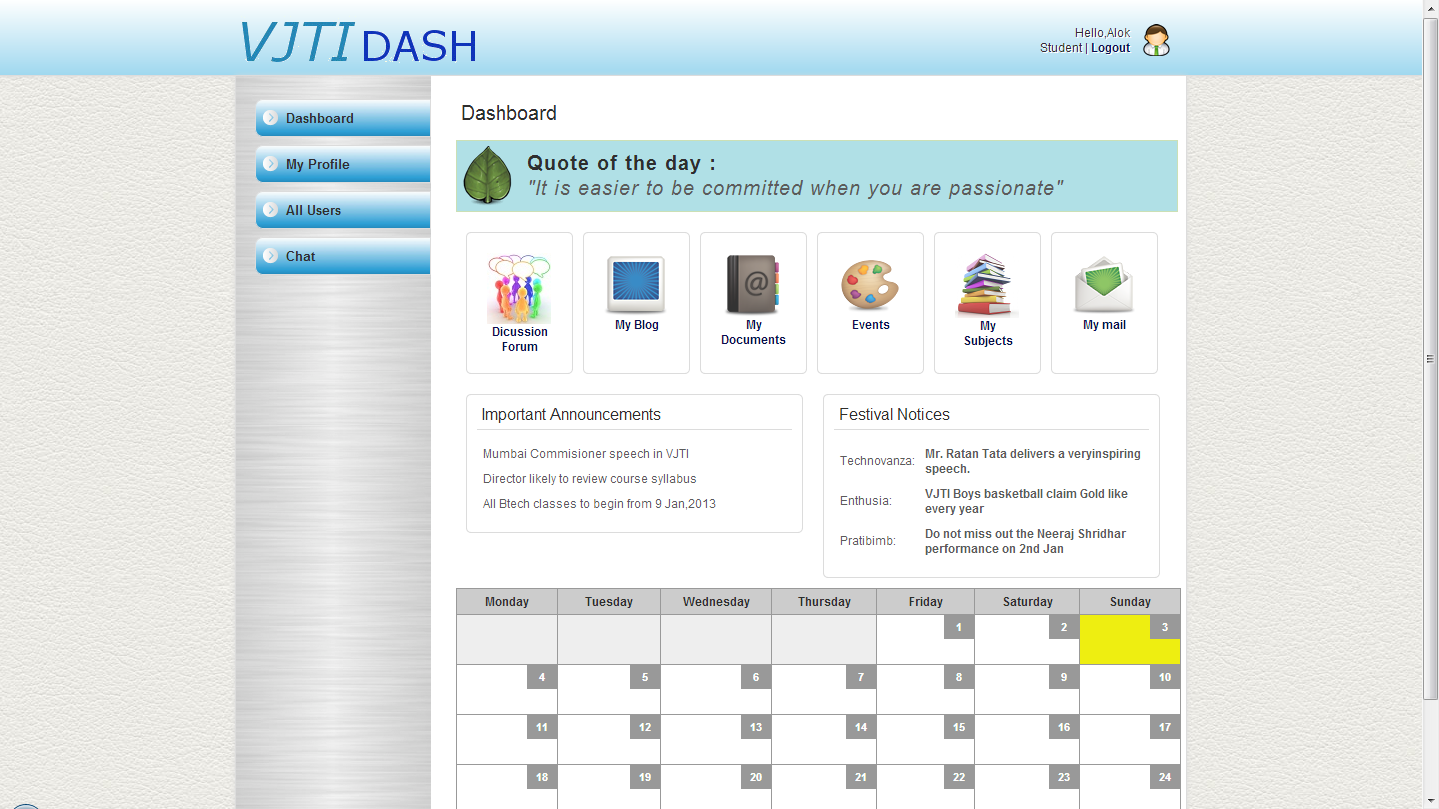 VJTI DASH
Hello,Alok
Student | Logout
Dashboard
My Profile
All Users
Chat
Dashboard
Quote of the day :
"It is easier to be committed when you are passionate"
Dicussion
Forum
My Blog
My
Documents
@
Events
My
Subjects
My mail
Important Announcements
Mumbai Commisioner speech in VJTI
Director likely to review course syllabus
All Btech classes to begin from 9 Jan,2013
Festival Notices
Technovanza: Mr. Ratan Tata delivers a veryinspiring
speech.
Enthusia: VJTI Boys basketball claim Gold like
every year
Pratibimb: Do not miss out the Neeraj Shridhar
performance on 2nd Jan
Monday Tuesday Wednesday Thursday Friday Saturday Sunday
1 2 3
4 5 6 7 8 9 10
11 12 13 14 15 16 17
18 19 20 21 22 23 24